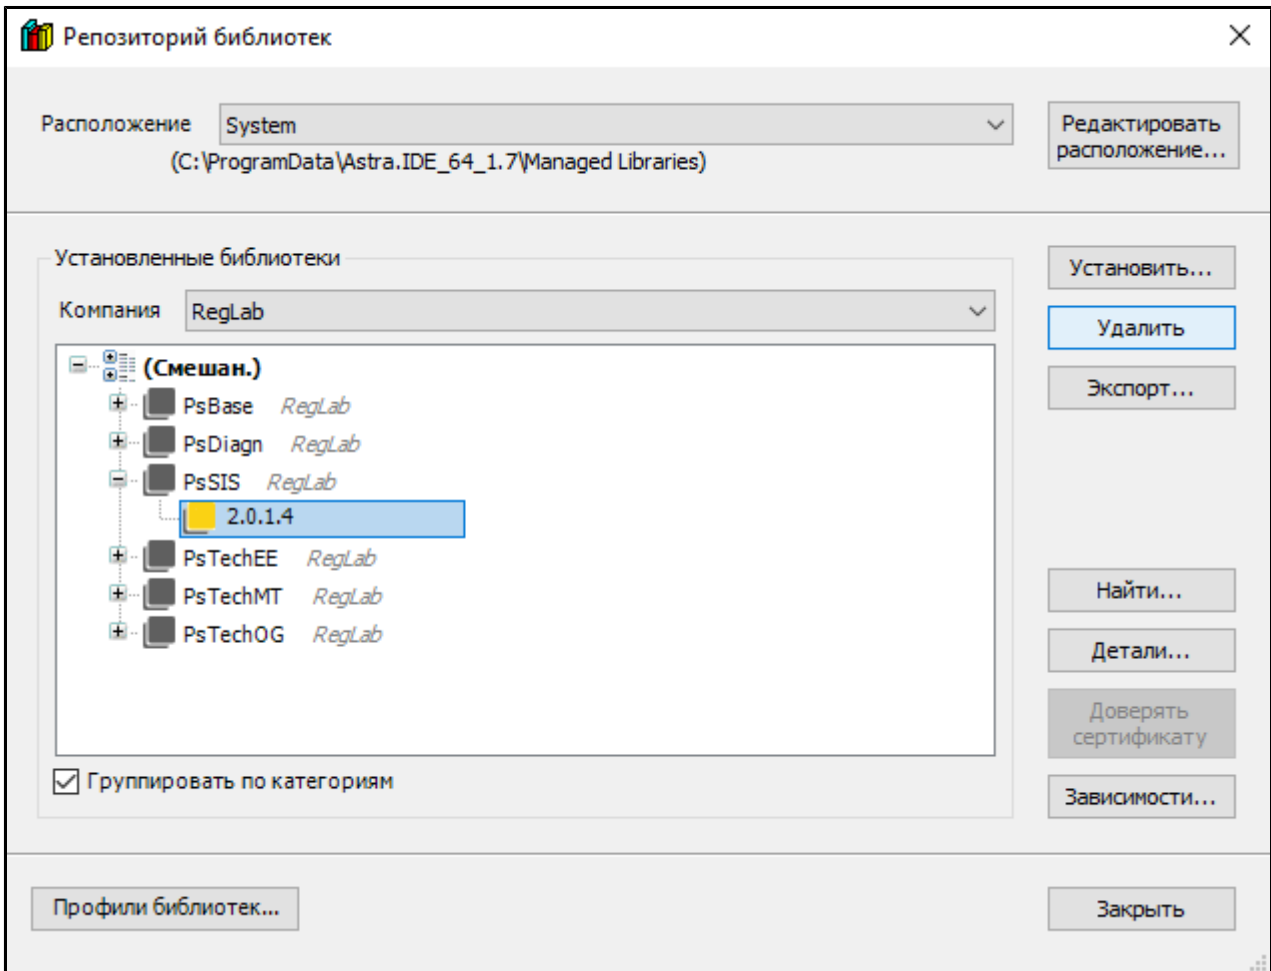 Репозиторий библиотек
Расположение System
(C:\ProgramData\Astra.IDE_64_1.7\Managed Libraries)
Редактировать
расположение...
Установленные библиотеки
Компания RegLab
(Смешан.)
PsBase RegLab
PsDiagn RegLab
PsSIS RegLab
2.0.1.4
PsTechEE RegLab
PsTechMT RegLab
PsTechOG RegLab
Группировать по категориям
Установить...
Удалить
Экспорт...
Найти...
Детали...
Доверять
сертификату
Зависимости...
Профили библиотек...
Закрыть